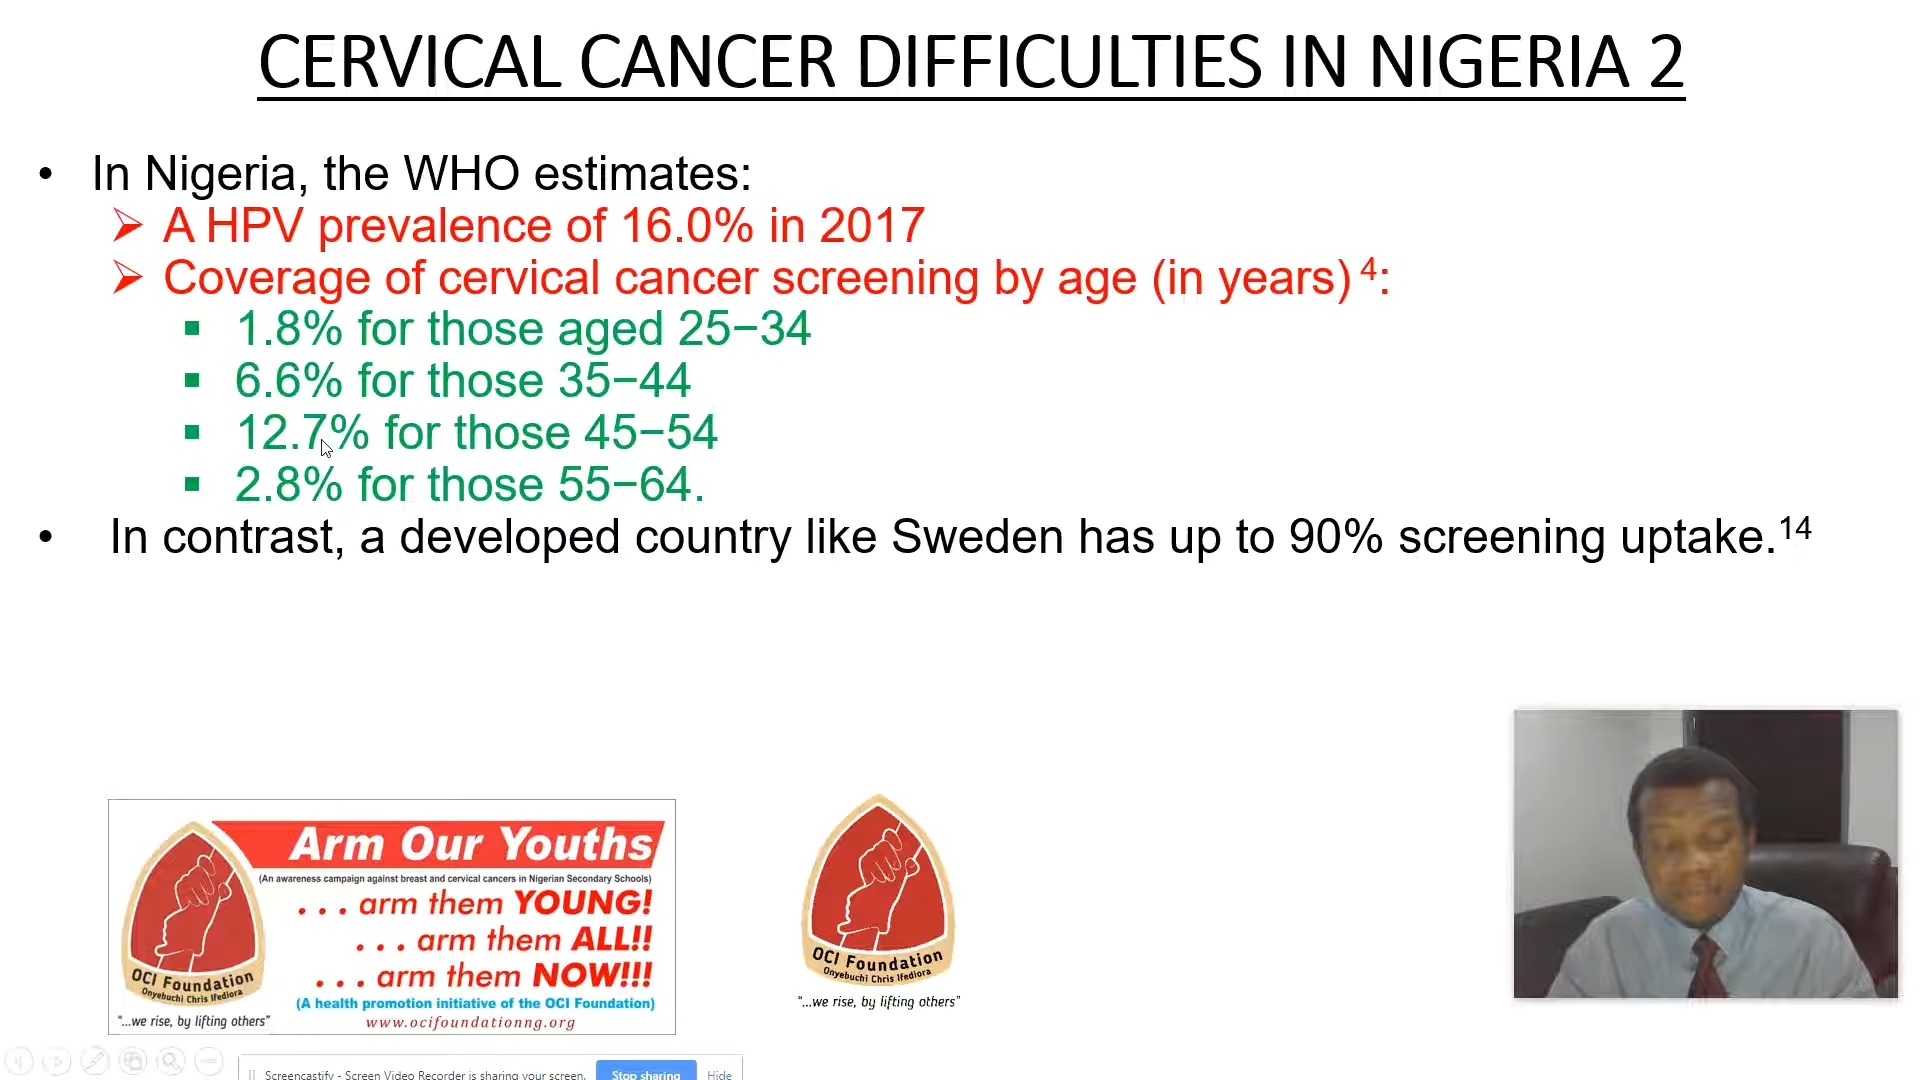 CERVICAL CANCER DIFFICULTIES IN NIGERIA 2
• In Nigeria, the WHO estimates:
➢ A HPV prevalence of 16.0% in 2017
➢ Coverage of cervical cancer screening by age (in years) ⁴:
▪ 1.8% for those aged 25−34
▪ 6.6% for those 35−44
▪ 12.7% for those 45−54
▪ 2.8% for those 55−64.
• In contrast, a developed country like Sweden has up to 90% screening uptake.¹⁴
Arm Our Youths
(An awareness campaign against breast and cervical cancers in Nigerian Secondary Schools)
. . . arm them YOUNG!
. . . arm them ALL!!
. . . arm them NOW!!!
(A health promotion initiative of the OCI Foundation)
www.ocifoundationng.org
OCI Foundation
Onyebuchi Chris Ifediora
"...we rise, by lifting others"
OCI Foundation
Onyebuchi Chris Ifediora
"...we rise, by lifting others"
Screencastify - Screen Video Recorder is sharing your screen.
Stop sharing
Hide